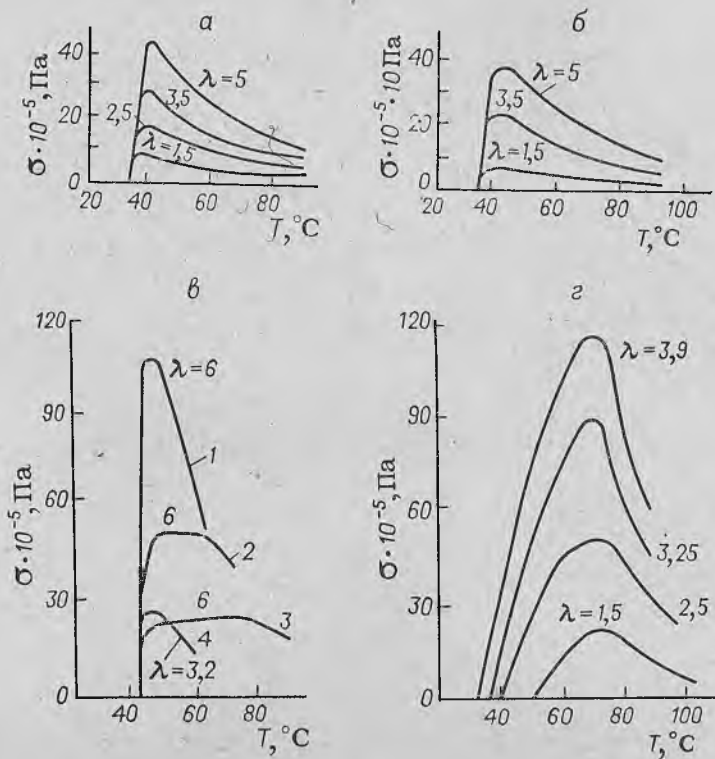 а
σ·10⁻⁵, Па
40
20
0
λ=5
3,5
2,5
λ=1,5
20 40 60 80
T, °C
б
σ·10⁻⁵·10 Па
40
20
0
λ=5
3,5
λ=1,5
20 40 60 80 100
T, °C
в
σ·10⁻⁵, Па
120
90
60
30
0
λ=6
1
6
2
6
3
4
λ=3,2
40 60 80
T, °C
г
σ·10⁻⁵, Па
120
90
60
30
0
λ=3,9
3,25
2,5
λ=1,5
40 60 80 100
T, °C